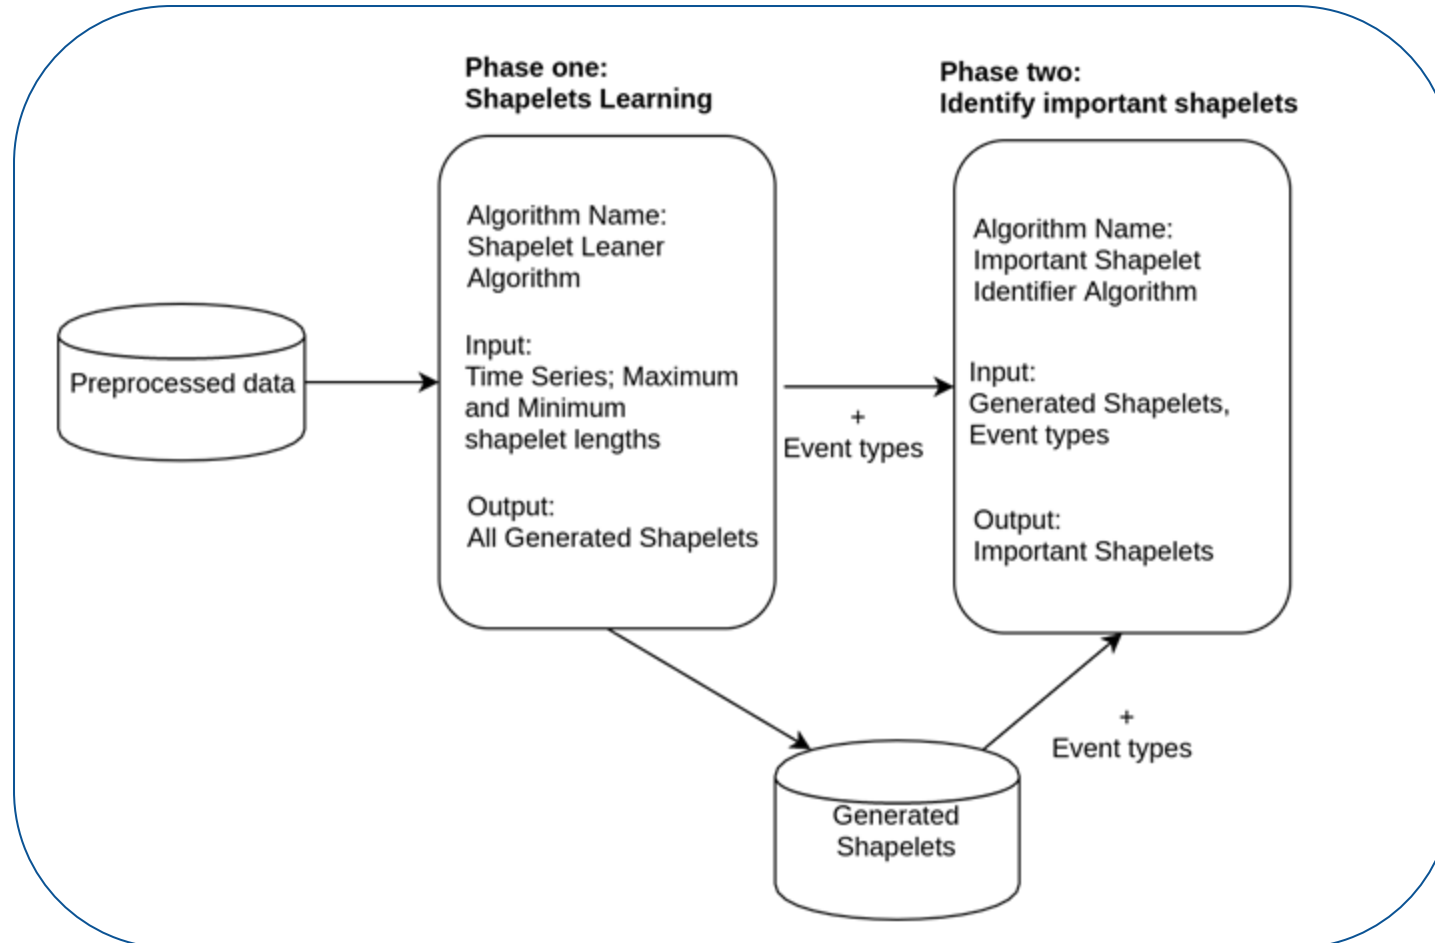 Phase one:
Shapelets Learning
Phase two:
Identify important shapelets
Preprocessed data
Algorithm Name:
Shapelet Leaner
Algorithm
Input:
Time Series; Maximum
and Minimum
shapelet lengths
Output:
All Generated Shapelets
+
Event types
Algorithm Name:
Important Shapelet
Identifier Algorithm
Input:
Generated Shapelets,
Event types
Output:
Important Shapelets
+
Event types
Generated
Shapelets